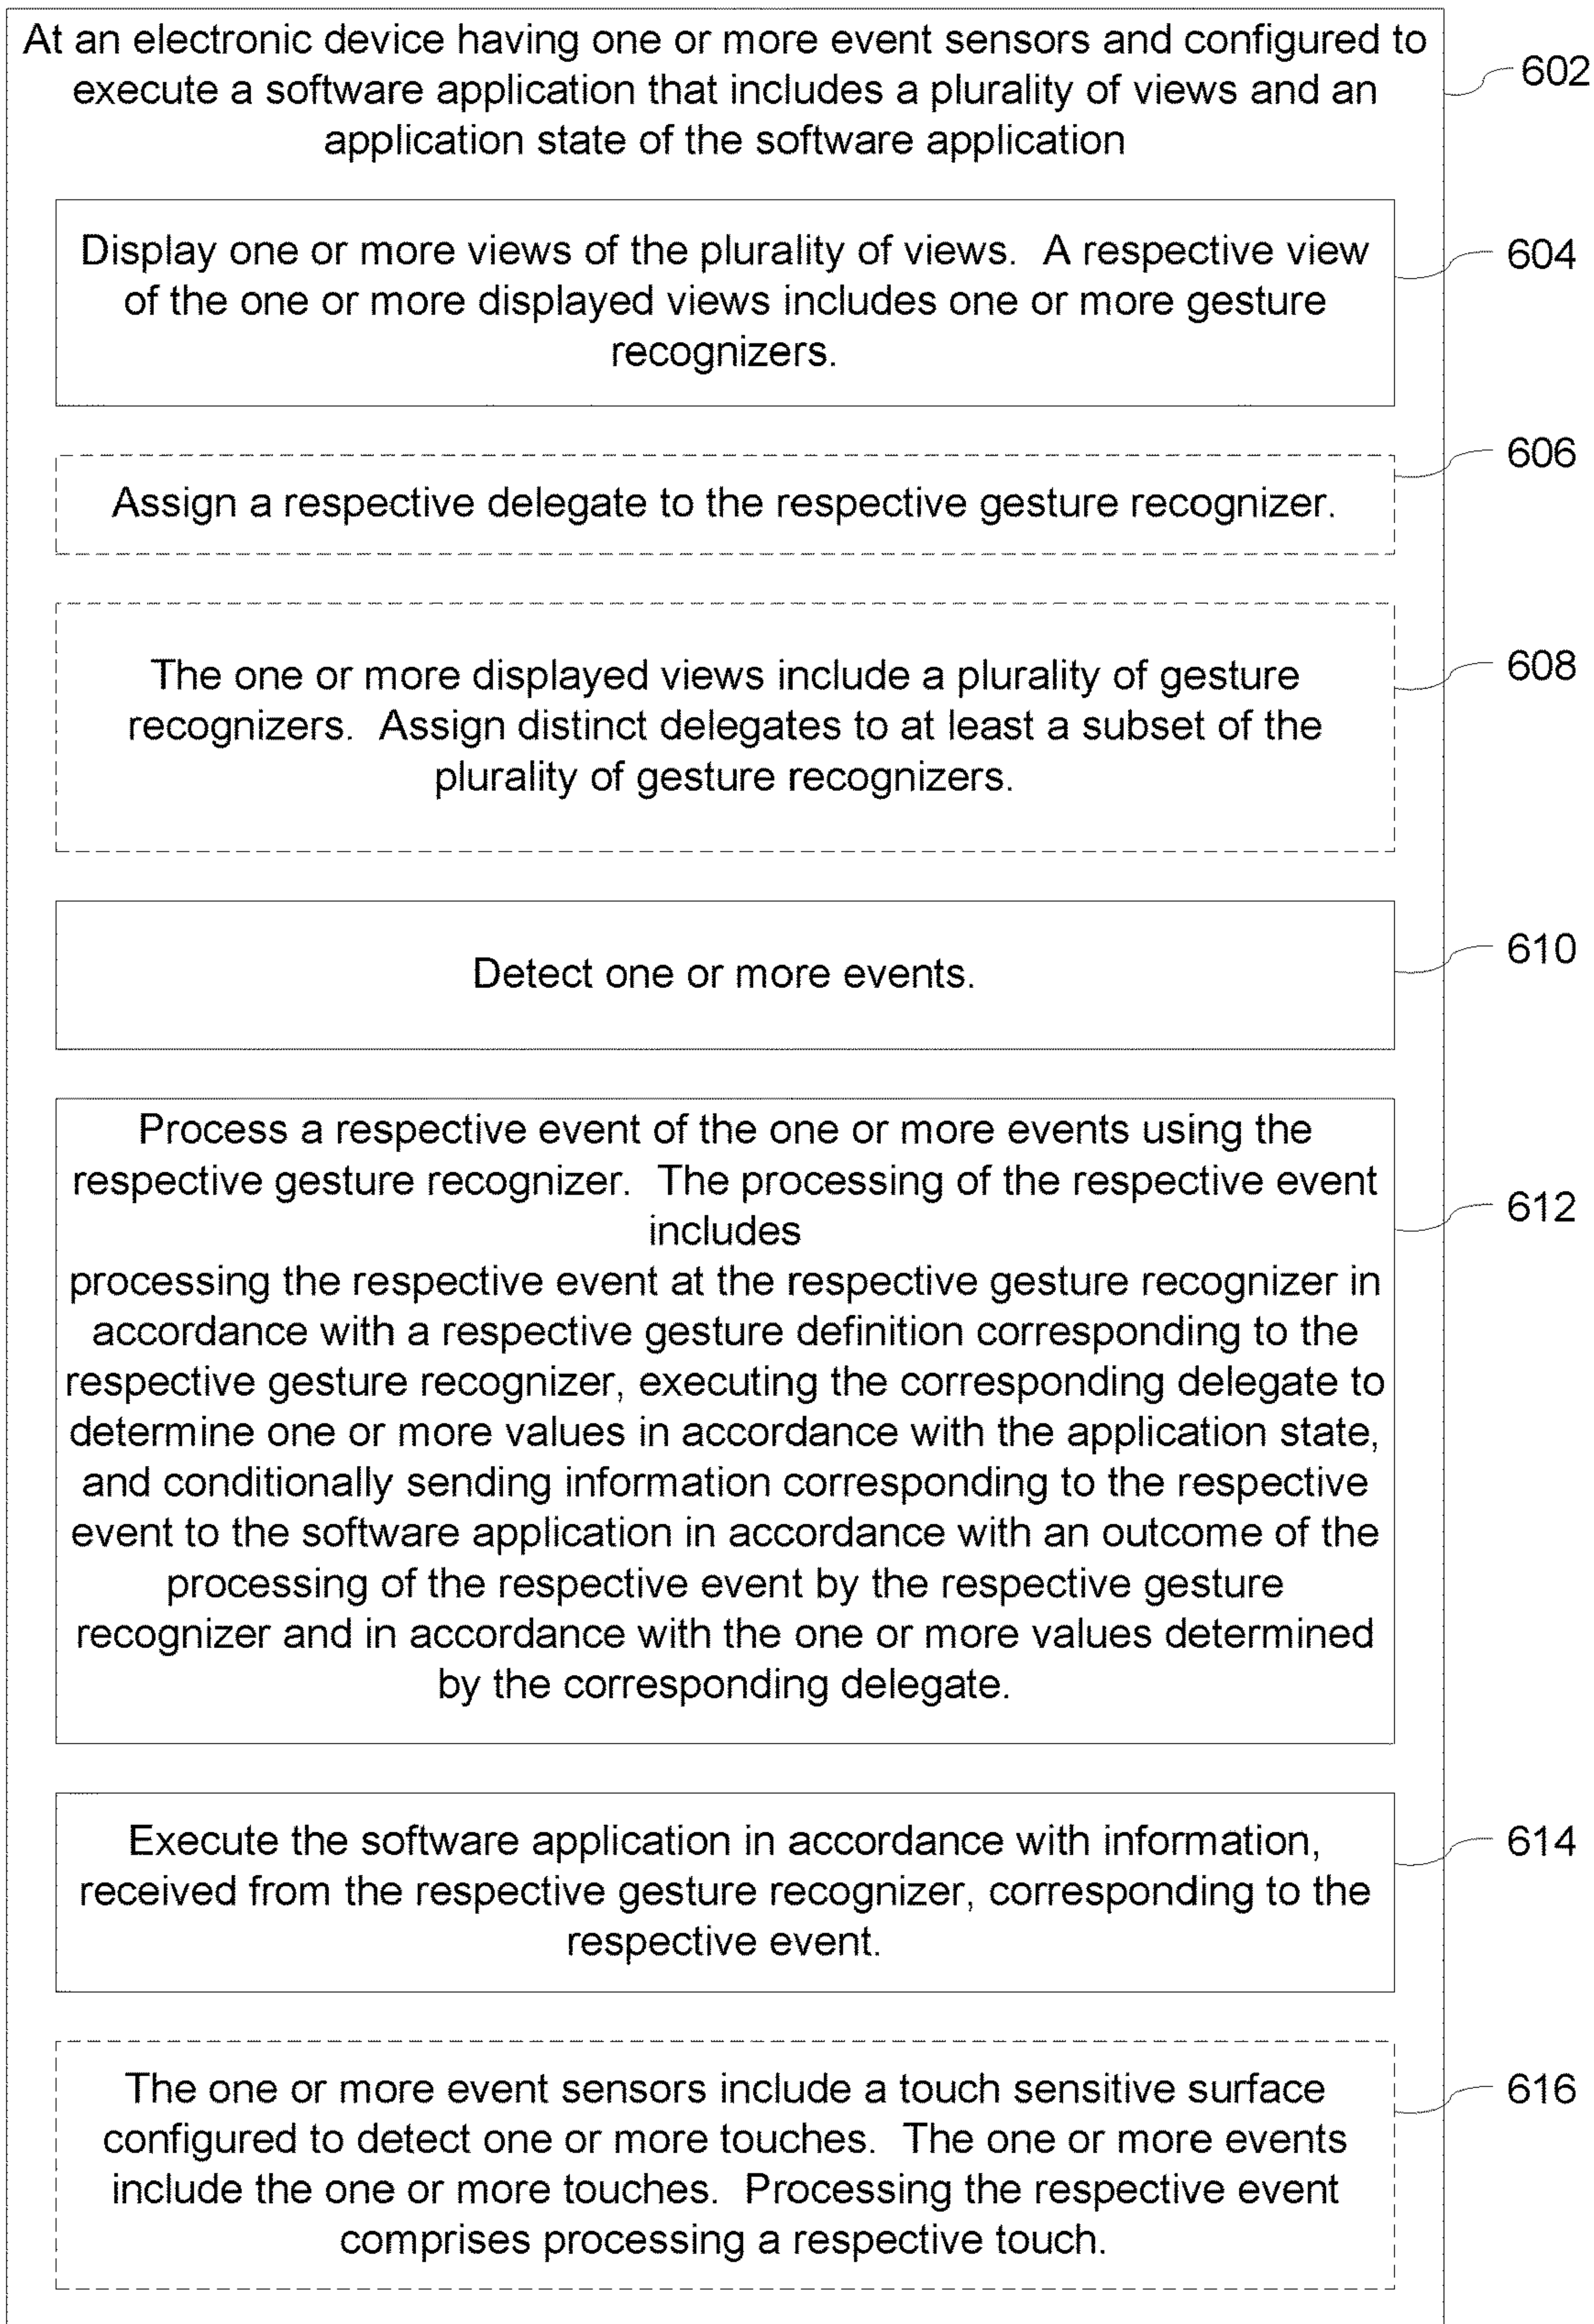 At an electronic device having one or more event sensors and configured to
execute a software application that includes a plurality of views and an
application state of the software application
602
Display one or more views of the plurality of views. A respective view
of the one or more displayed views includes one or more gesture
recognizers.
604
Assign a respective delegate to the respective gesture recognizer.
606
The one or more displayed views include a plurality of gesture
recognizers. Assign distinct delegates to at least a subset of the
plurality of gesture recognizers.
608
Detect one or more events.
610
Process a respective event of the one or more events using the
respective gesture recognizer. The processing of the respective event
includes
processing the respective event at the respective gesture recognizer in
accordance with a respective gesture definition corresponding to the
respective gesture recognizer, executing the corresponding delegate to
determine one or more values in accordance with the application state,
and conditionally sending information corresponding to the respective
event to the software application in accordance with an outcome of the
processing of the respective event by the respective gesture
recognizer and in accordance with the one or more values determined
by the corresponding delegate.
612
Execute the software application in accordance with information,
received from the respective gesture recognizer, corresponding to the
respective event.
614
The one or more event sensors include a touch sensitive surface
configured to detect one or more touches. The one or more events
include the one or more touches. Processing the respective event
comprises processing a respective touch.
616